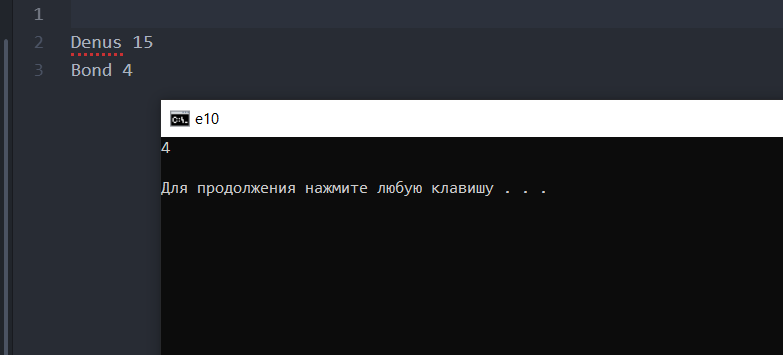 1
2 Denus 15
3 Bond 4
C:\. e10
4
Для продолжения нажмите любую клавишу . . .